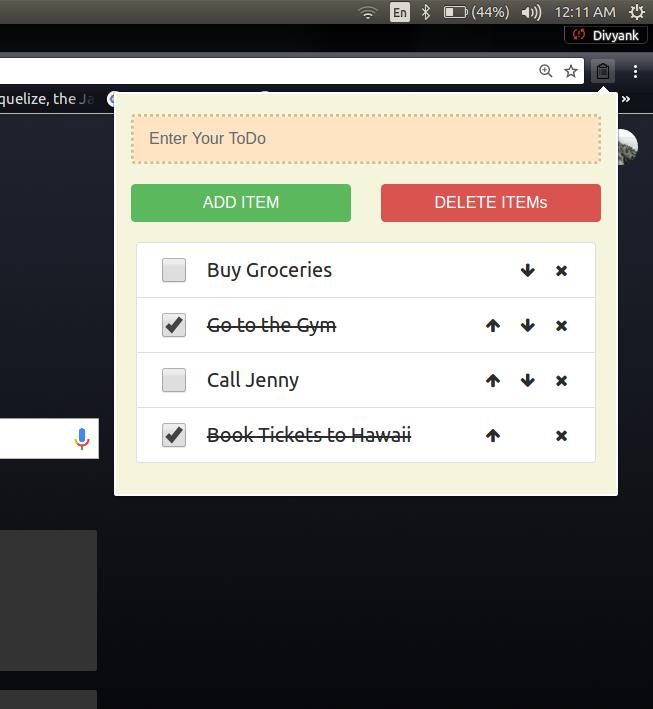 En (44%) 12:11 AM
Divyank
quelize, the Ja
»
Enter Your ToDo
ADD ITEM DELETE ITEMs
Buy Groceries
Go to the Gym
Call Jenny
Book Tickets to Hawaii